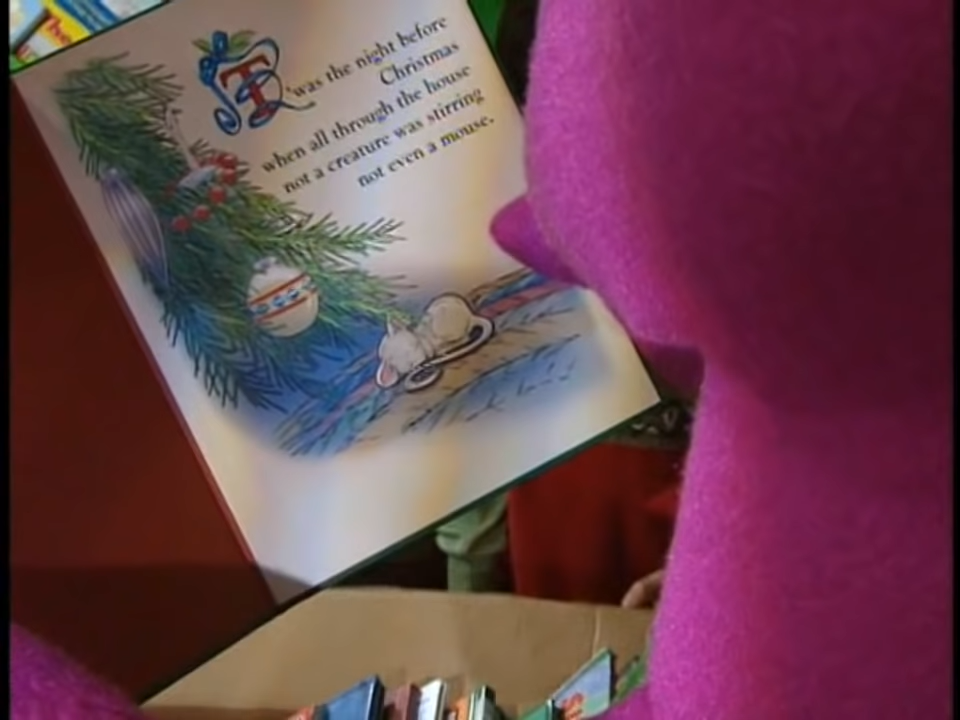 'Twas the night before
Christmas
when all through the house
not a creature was stirring
not even a mouse.